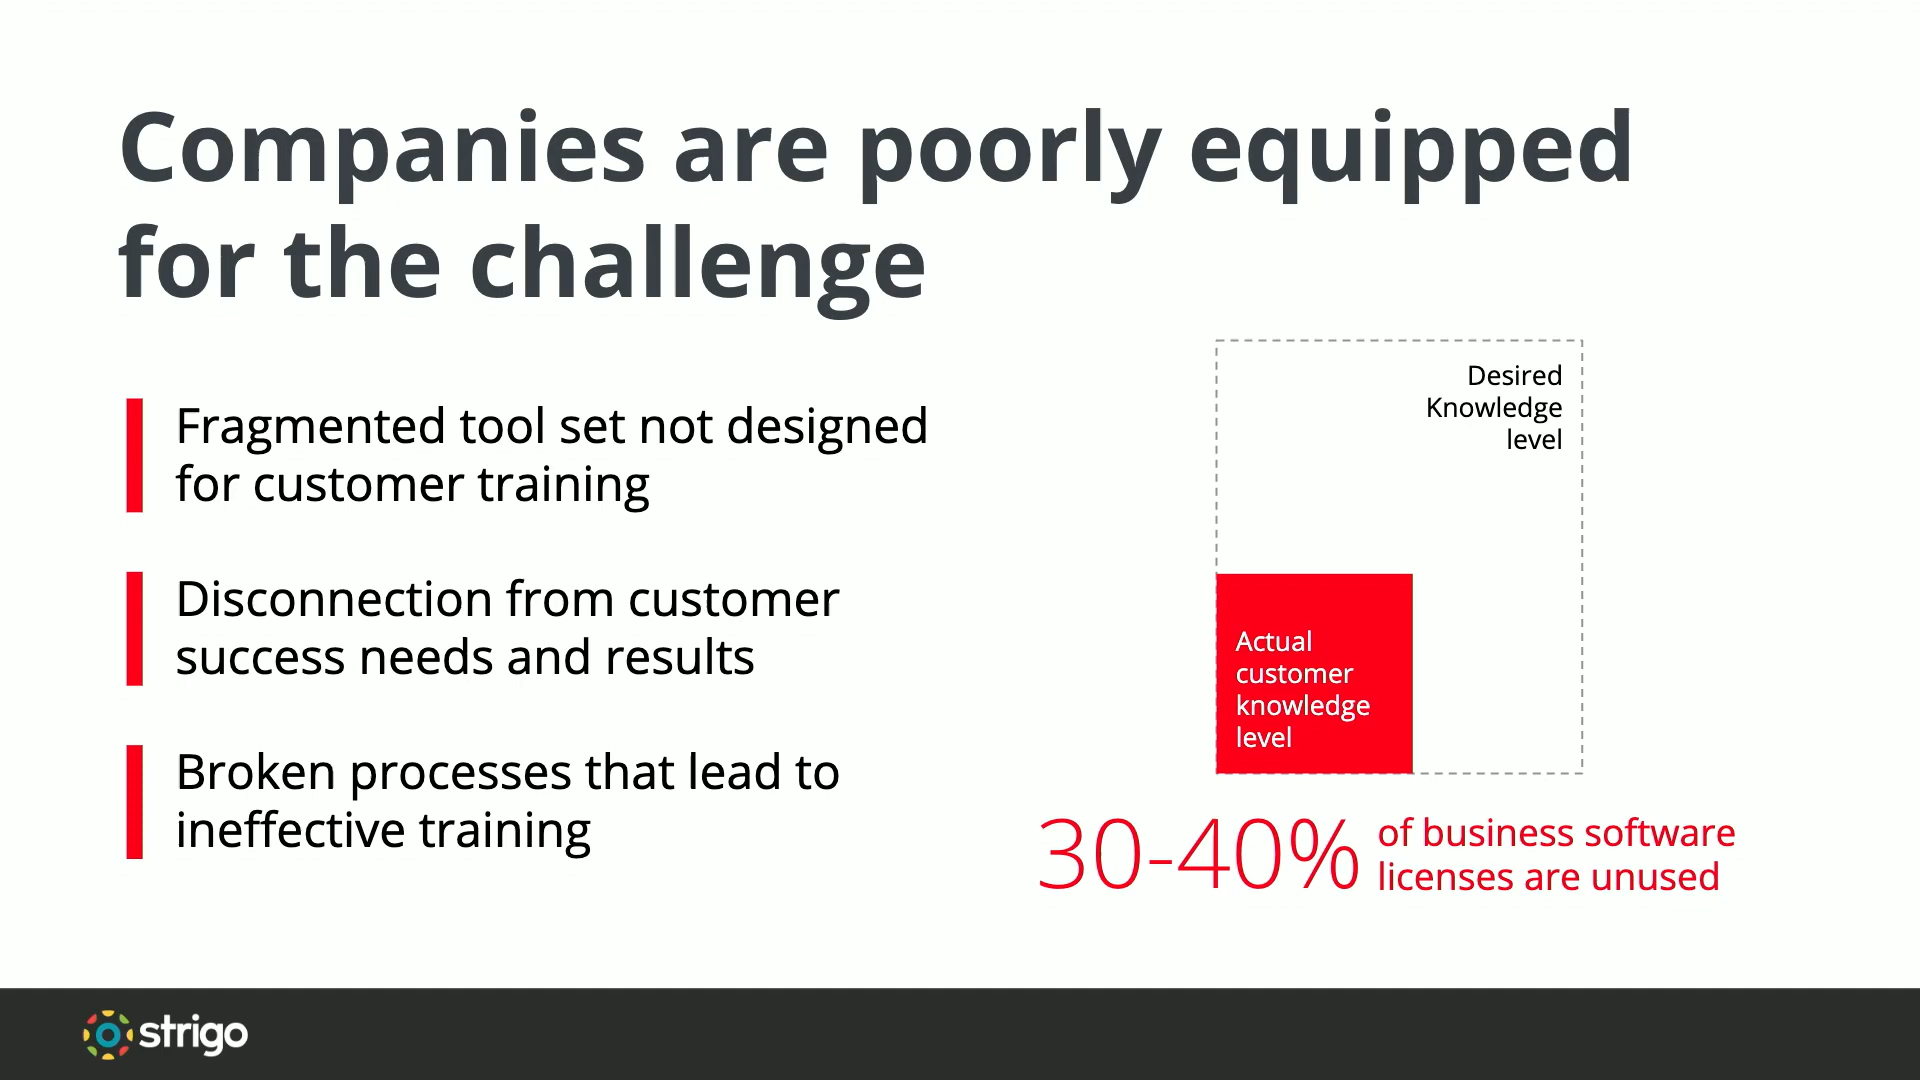 Companies are poorly equipped
for the challenge
Fragmented tool set not designed
for customer training
Disconnection from customer
success needs and results
Broken processes that lead to
ineffective training
Desired
Knowledge
level
Actual
customer
knowledge
level
30-40%
of business software
licenses are unused
strigo